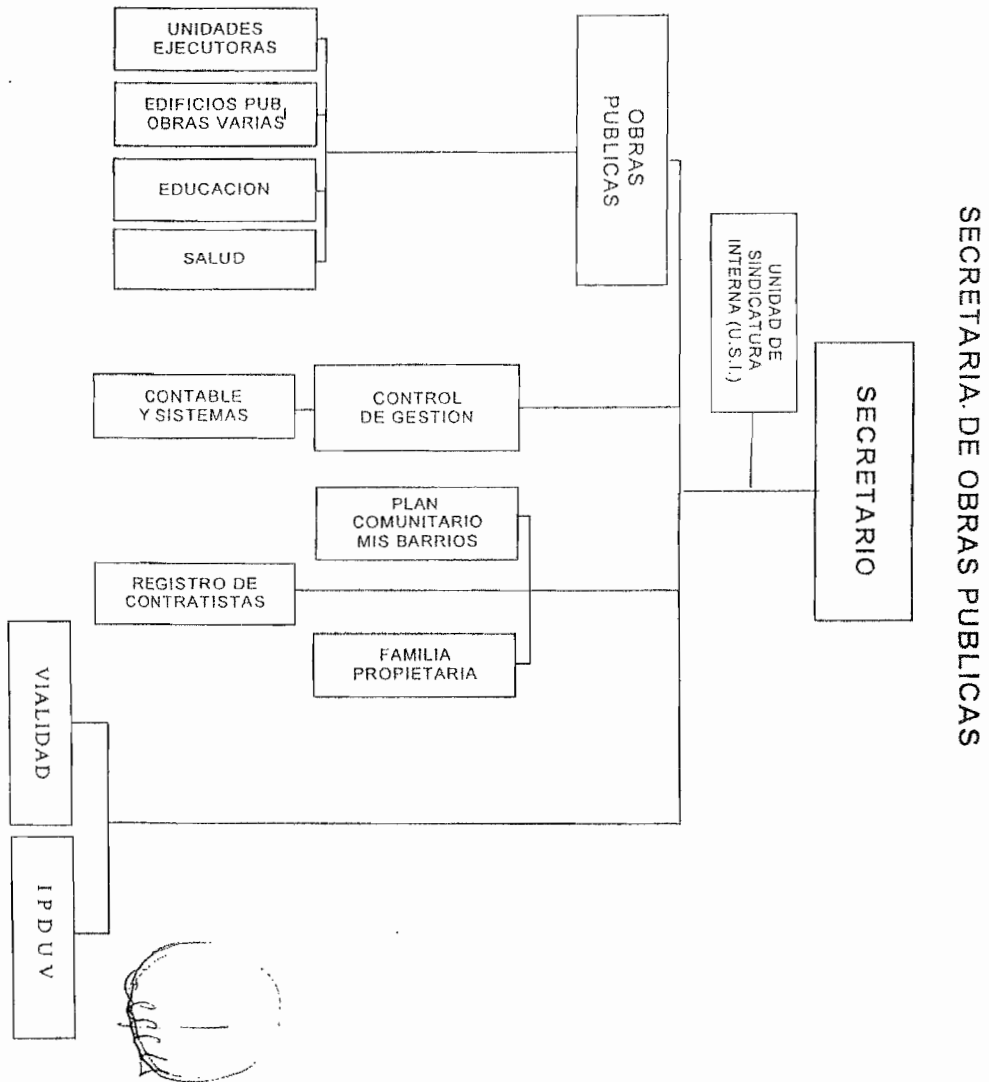 SECRETARIA DE OBRAS PUBLICAS
SECRETARIO
UNIDAD DE
SINDICATURA
INTERNA (U.S.I.)
OBRAS
PUBLICAS
UNIDADES
EJECUTORAS
EDIFICIOS PUB.
OBRAS VARIAS
EDUCACION
SALUD
CONTROL
DE GESTION
CONTABLE
Y SISTEMAS
PLAN
COMUNITARIO
MIS BARRIOS
REGISTRO DE
CONTRATISTAS
FAMILIA
PROPIETARIA
VIALIDAD
I P D U V